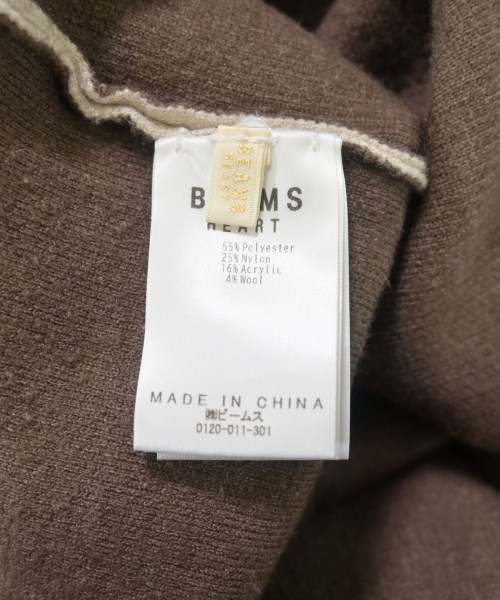 BEAMS
B MS
HEART
55% Polyester
25% Nylon
16% Acrylic
4% Wool
MADE IN CHINA
㈱ビームス
0120-011-301